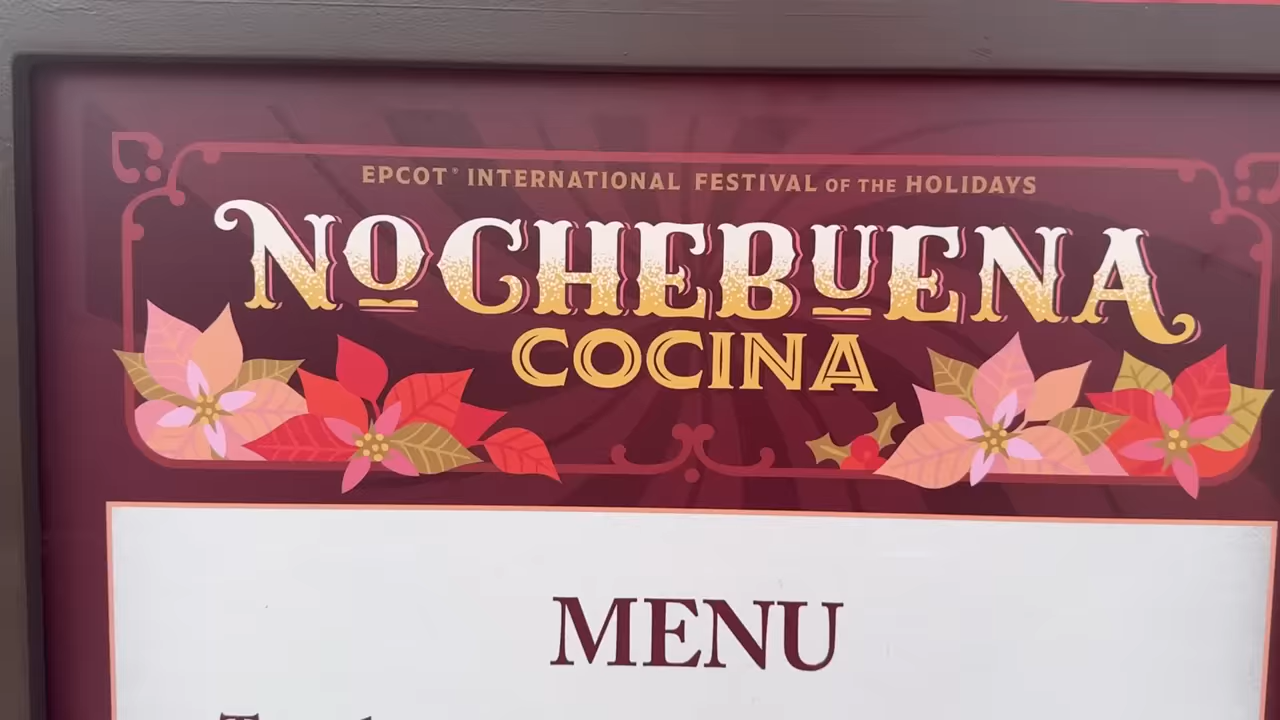 EPCOT® INTERNATIONAL FESTIVAL OF THE HOLIDAYS
NOCHEBUENA
COCINA
MENU